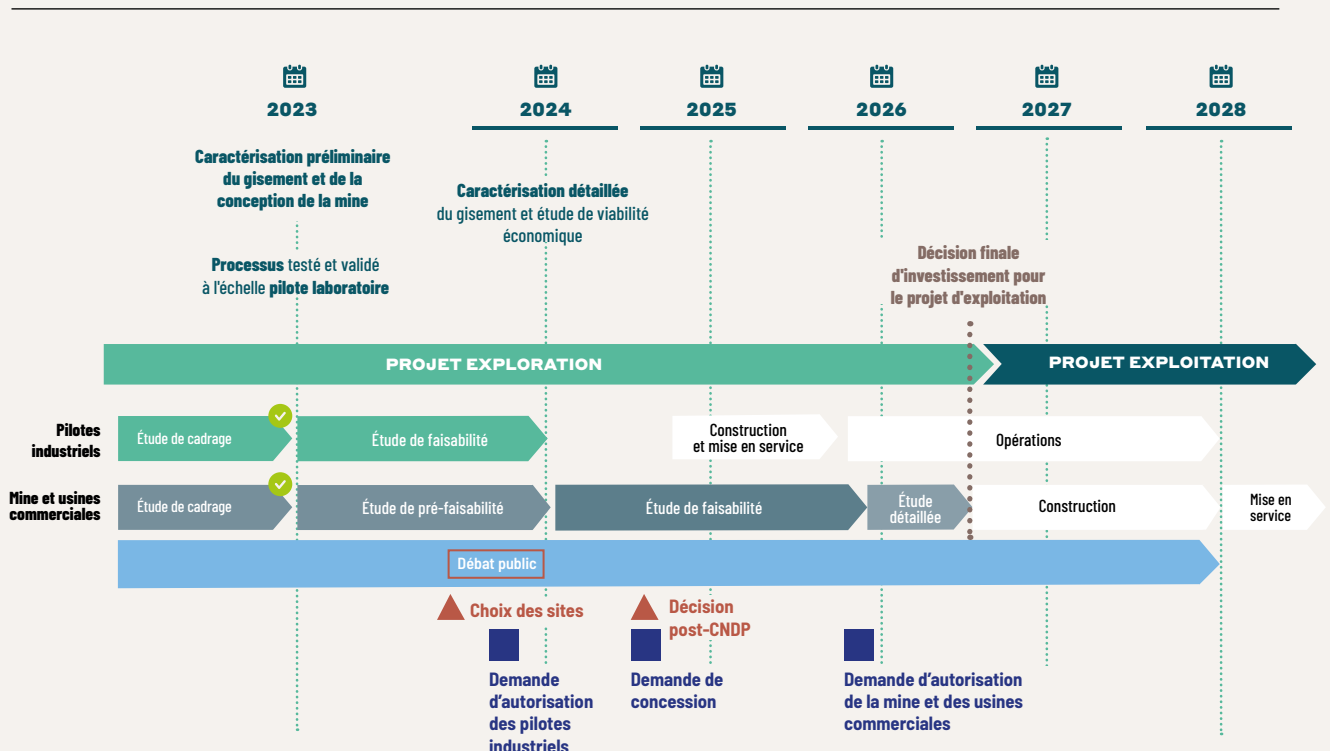 2023
2024
2025
2026
2027
2028
Caractérisation préliminaire
du gisement et de la
conception de la mine
Processus testé et validé
à l'échelle pilote laboratoire
Caractérisation détaillée
du gisement et étude de viabilité
économique
Décision finale
d'investissement pour
le projet d'exploitation
PROJET EXPLORATION
PROJET EXPLOITATION
Pilotes
industriels
Étude de cadrage
Étude de faisabilité
Construction
et mise en service
Opérations
Mine et usines
commerciales
Étude de cadrage
Étude de pré-faisabilité
Étude de faisabilité
Étude
détaillée
Construction
Mise en
service
Débat public
Choix des sites
Décision
post-CNDP
Demande
d’autorisation
des pilotes
industriels
Demande de
concession
Demande d’autorisation
de la mine et des usines
commerciales